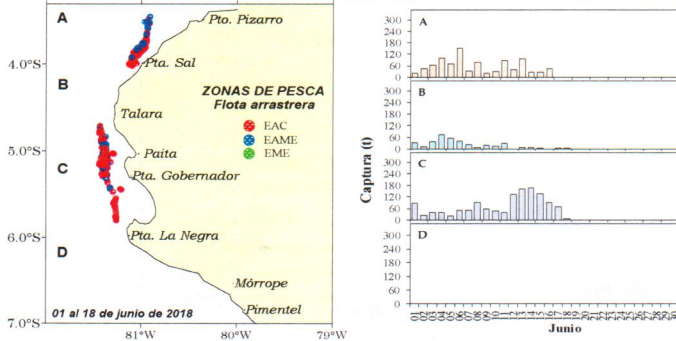 A
B
C
D
Pto. Pizarro
Pta. Sal
Talara
Paita
Pta. Gobernador
Pta. La Negra
Mórrope
Pimentel
ZONAS DE PESCA
Flota arrastrera
EAC
EAME
EME
01 al 18 de junio de 2018
4.0°S
5.0°S
6.0°S
7.0°S
81°W
80°W
79°W
Captura (t)
A
300
240
180
120
60
0
B
300
240
180
120
60
0
C
300
240
180
120
60
0
D
300
240
180
120
60
0
01 02 03 04 05 06 07 08 09 10 11 12 13 14 15 16 17 18 19 20 21 22 23 24 25 26 27 28 29 30
Junio